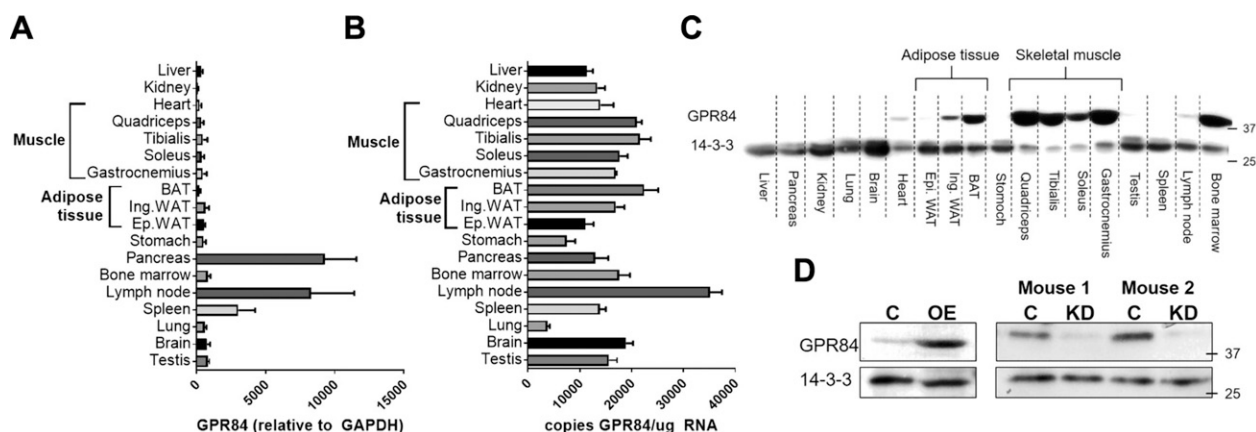 A
Liver
Kidney
Heart
Quadriceps
Tibialis
Soleus
Gastrocnemius
BAT
Ing.WAT
Ep.WAT
Stomach
Pancreas
Bone marrow
Lymph node
Spleen
Lung
Brain
Testis
Muscle
Adipose
tissue
0
5000
10000
15000
GPR84 (relative to GAPDH)
B
Liver
Kidney
Heart
Quadriceps
Tibialis
Soleus
Gastrocnemius
BAT
Ing.WAT
Ep.WAT
Stomach
Pancreas
Bone marrow
Lymph node
Spleen
Lung
Brain
Testis
Muscle
Adipose
tissue
0
10000
20000
30000
40000
copies GPR84/ug RNA
C
Adipose tissue
Skeletal muscle
GPR84
14-3-3
37
25
Liver
Pancreas
Kidney
Lung
Brain
Heart
Epi. WAT
Ing. WAT
BAT
Stomoch
Quadriceps
Tibialis
Soleus
Gastrocnemius
Testis
Spleen
Lymph node
Bone marrow
D
Mouse 1
Mouse 2
C
OE
C
KD
C
KD
GPR84
37
14-3-3
25